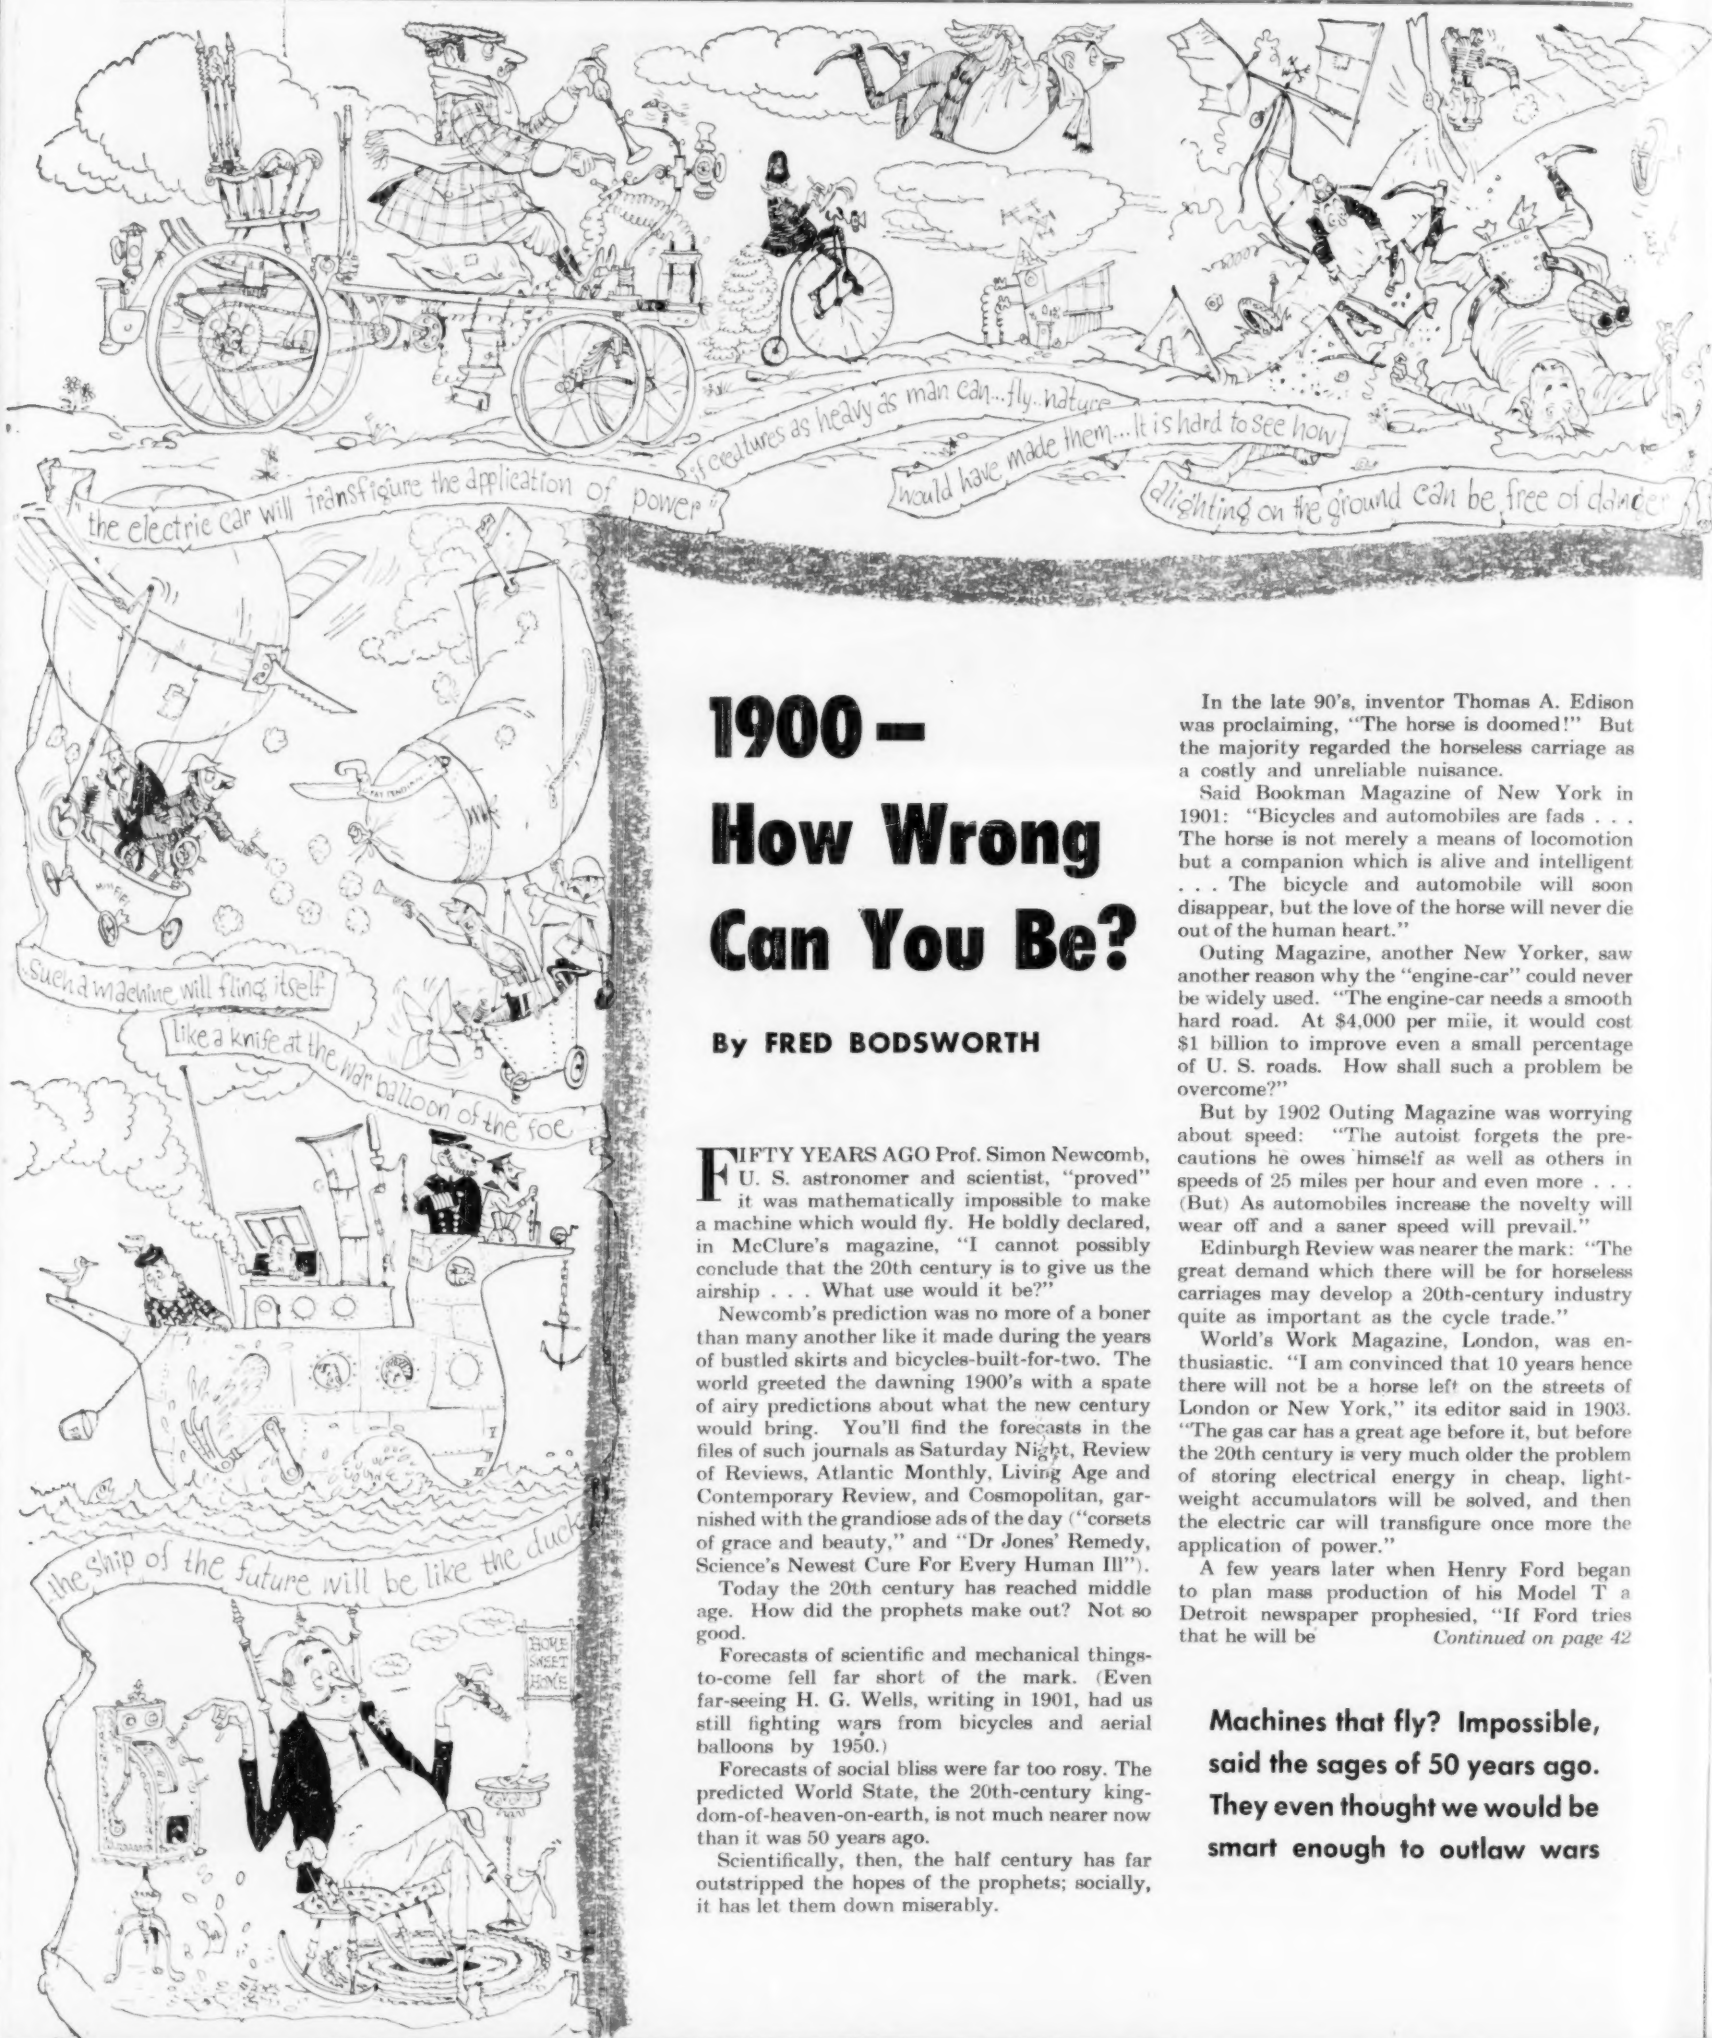 "the electric car will transfigure the application of power"
"if creatures as heavy as man can...fly..nature
would have made them...It is hard to see how
alighting on the ground can be free of danger
..such a machine will fling itself
like a knife at the war balloon of the foe
the ship of the future will be like the duck
HOME
SWEET
HOME
1900 –
How Wrong
Can You Be?
By FRED BODSWORTH
FIFTY YEARS AGO Prof. Simon Newcomb,
U. S. astronomer and scientist, "proved"
it was mathematically impossible to make
a machine which would fly. He boldly declared,
in McClure's magazine, "I cannot possibly
conclude that the 20th century is to give us the
airship . . . What use would it be?"
Newcomb's prediction was no more of a boner
than many another like it made during the years
of bustled skirts and bicycles-built-for-two. The
world greeted the dawning 1900's with a spate
of airy predictions about what the new century
would bring. You'll find the forecasts in the
files of such journals as Saturday Night, Review
of Reviews, Atlantic Monthly, Living Age and
Contemporary Review, and Cosmopolitan, gar-
nished with the grandiose ads of the day ("corsets
of grace and beauty," and "Dr Jones' Remedy,
Science's Newest Cure For Every Human Ill").
Today the 20th century has reached middle
age. How did the prophets make out? Not so
good.
Forecasts of scientific and mechanical things-
to-come fell far short of the mark. (Even
far-seeing H. G. Wells, writing in 1901, had us
still fighting wars from bicycles and aerial
balloons by 1950.)
Forecasts of social bliss were far too rosy. The
predicted World State, the 20th-century king-
dom-of-heaven-on-earth, is not much nearer now
than it was 50 years ago.
Scientifically, then, the half century has far
outstripped the hopes of the prophets; socially,
it has let them down miserably.
In the late 90's, inventor Thomas A. Edison
was proclaiming, "The horse is doomed!" But
the majority regarded the horseless carriage as
a costly and unreliable nuisance.
Said Bookman Magazine of New York in
1901: "Bicycles and automobiles are fads . . .
The horse is not merely a means of locomotion
but a companion which is alive and intelligent
. . . The bicycle and automobile will soon
disappear, but the love of the horse will never die
out of the human heart."
Outing Magazine, another New Yorker, saw
another reason why the "engine-car" could never
be widely used. "The engine-car needs a smooth
hard road. At $4,000 per mile, it would cost
$1 billion to improve even a small percentage
of U. S. roads. How shall such a problem be
overcome?"
But by 1902 Outing Magazine was worrying
about speed: "The autoist forgets the pre-
cautions he owes himself as well as others in
speeds of 25 miles per hour and even more . . .
(But) As automobiles increase the novelty will
wear off and a saner speed will prevail."
Edinburgh Review was nearer the mark: "The
great demand which there will be for horseless
carriages may develop a 20th-century industry
quite as important as the cycle trade."
World's Work Magazine, London, was en-
thusiastic. "I am convinced that 10 years hence
there will not be a horse left on the streets of
London or New York," its editor said in 1903.
"The gas car has a great age before it, but before
the 20th century is very much older the problem
of storing electrical energy in cheap, light-
weight accumulators will be solved, and then
the electric car will transfigure once more the
application of power."
A few years later when Henry Ford began
to plan mass production of his Model T a
Detroit newspaper prophesied, "If Ford tries
that he will be Continued on page 42
Machines that fly? Impossible,
said the sages of 50 years ago.
They even thought we would be
smart enough to outlaw wars